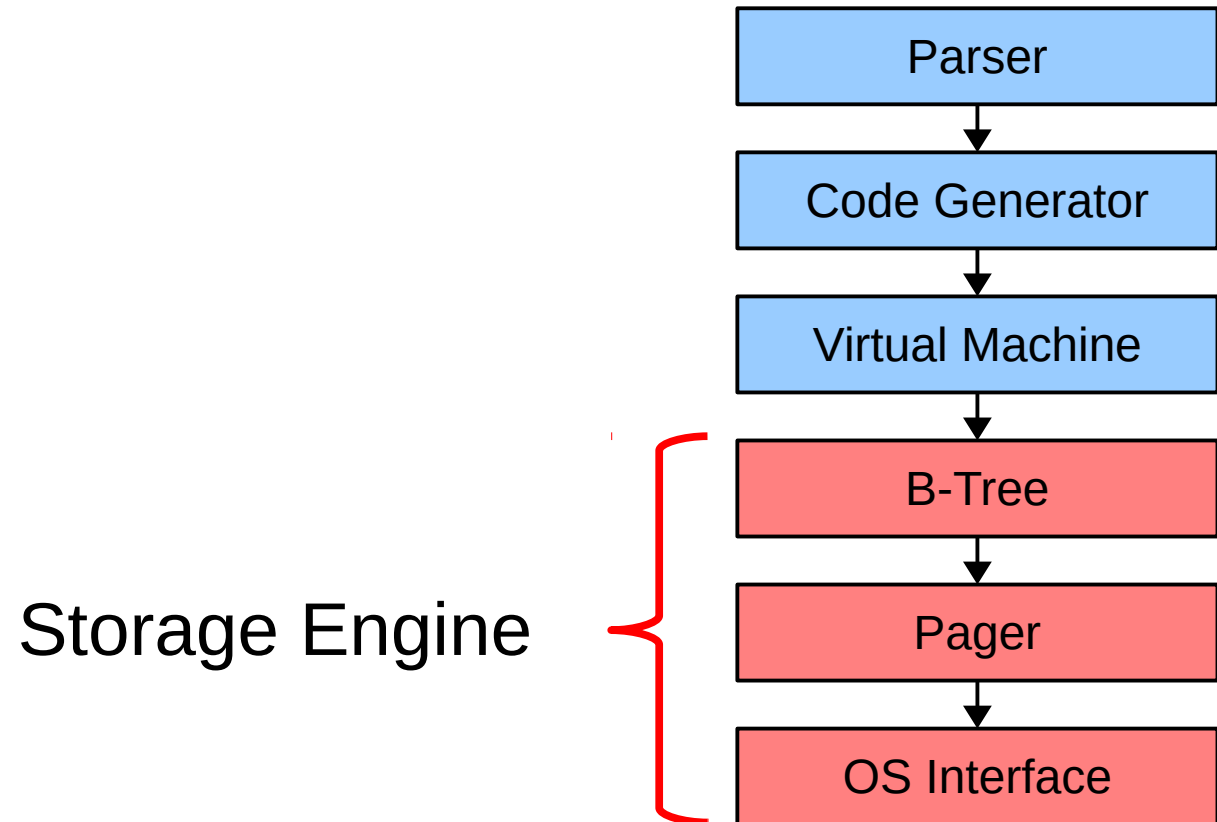 Parser
Code Generator
Virtual Machine
B-Tree
Storage Engine
Pager
OS Interface